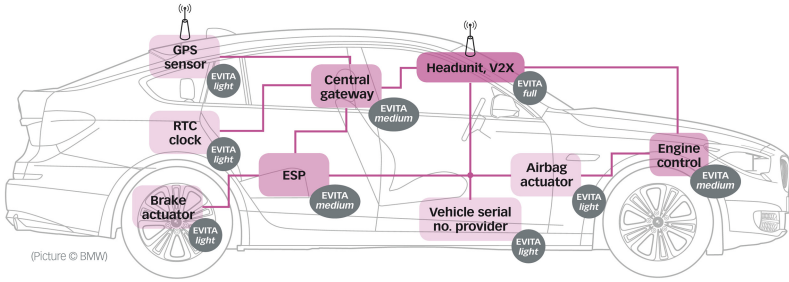 GPS
sensor
EVITA
light
Central
gateway
EVITA
medium
Headunit, V2X
EVITA
full
RTC
clock
EVITA
light
ESP
EVITA
medium
Brake
actuator
EVITA
light
Vehicle serial
no. provider
EVITA
light
Airbag
actuator
EVITA
light
Engine
control
EVITA
medium
(Picture © BMW)